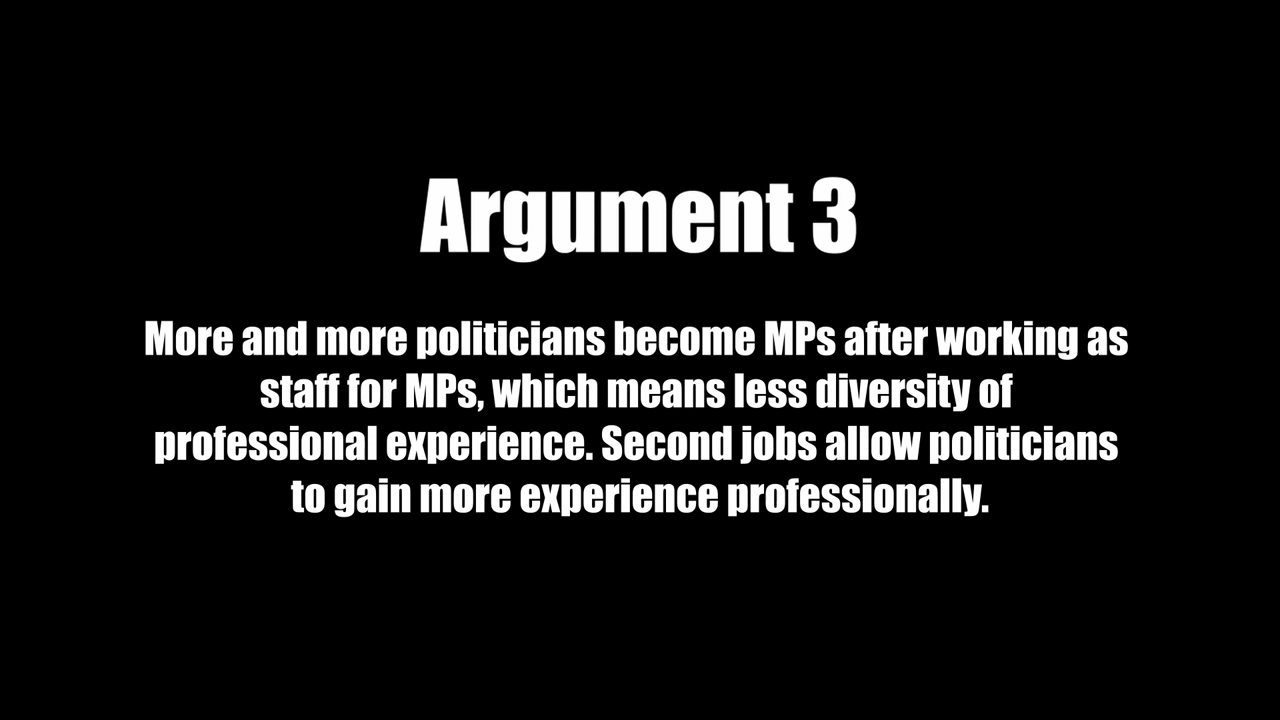 Argument 3
More and more politicians become MPs after working as
staff for MPs, which means less diversity of
professional experience. Second jobs allow politicians
to gain more experience professionally.